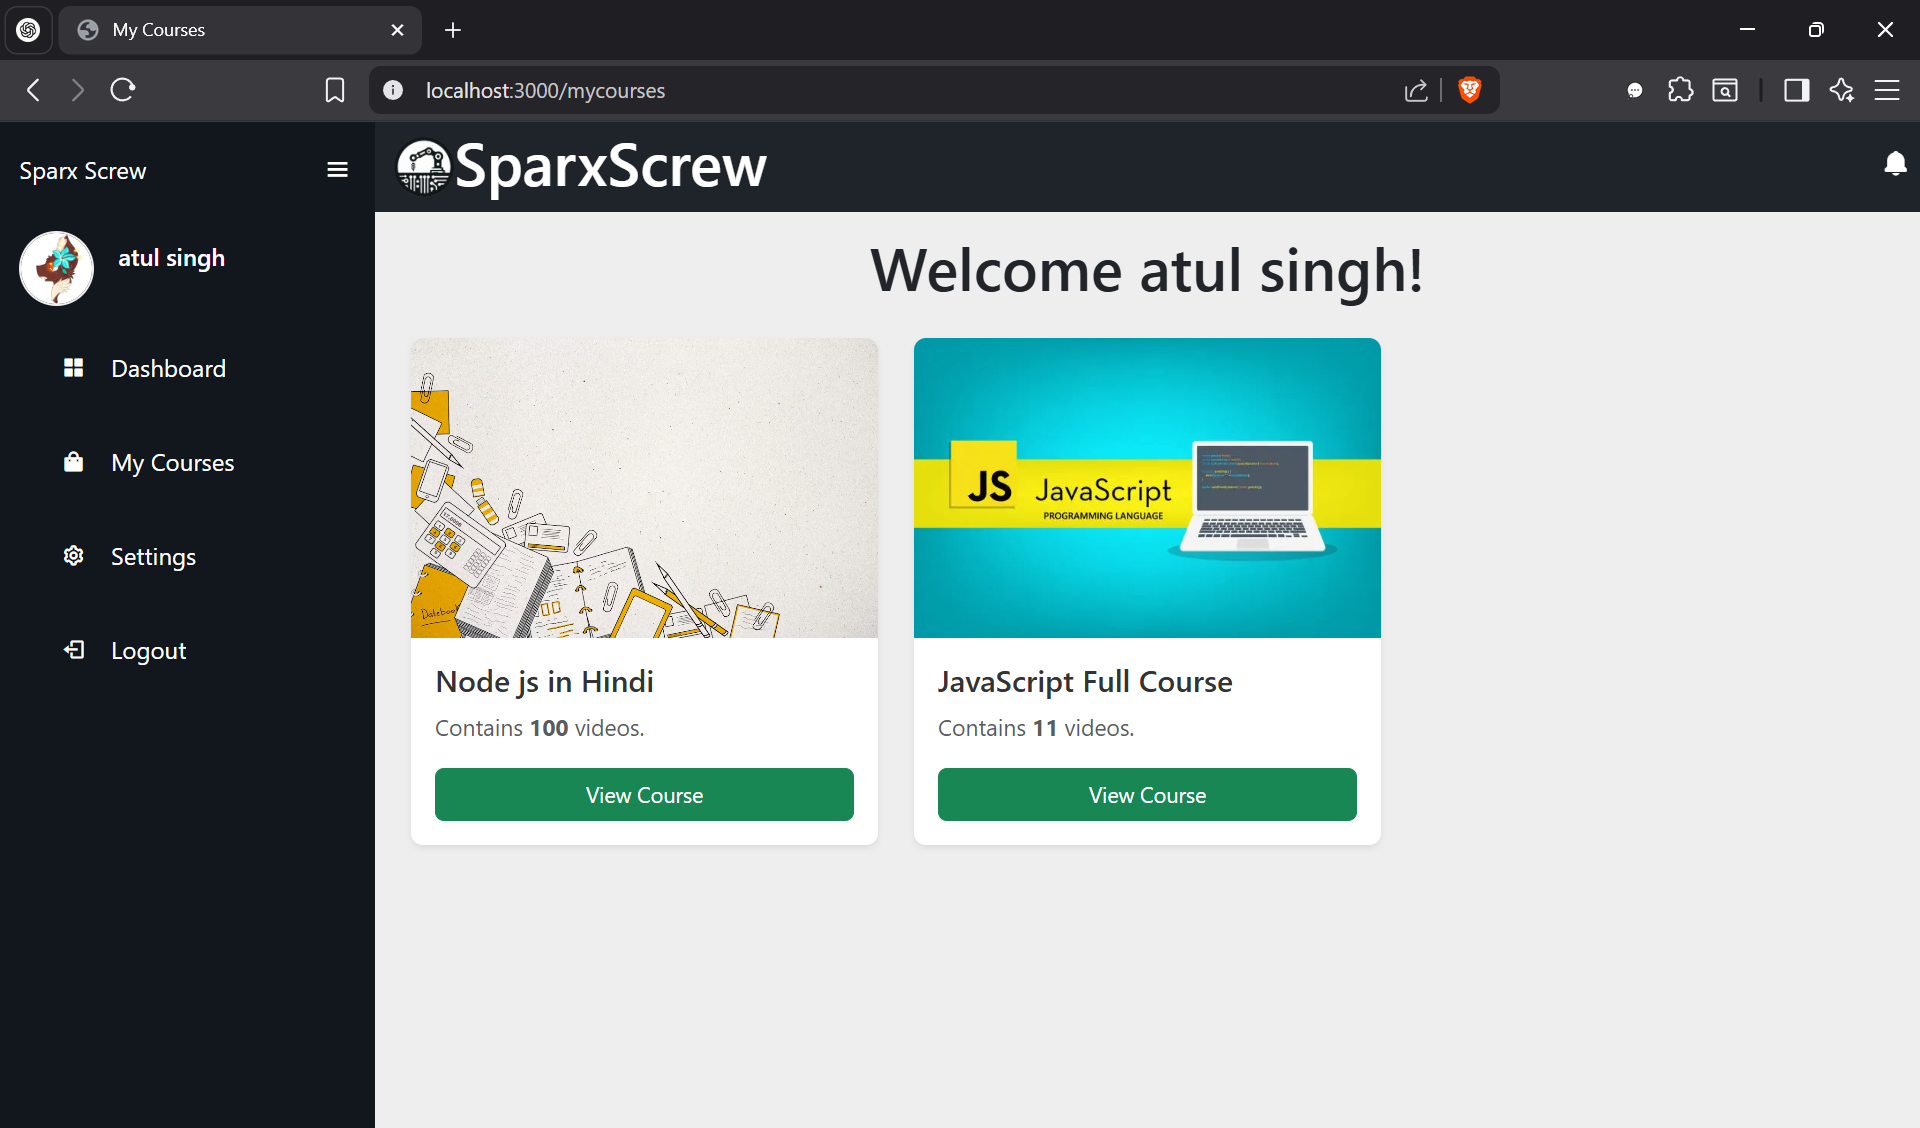 My Courses
localhost:3000/mycourses
Sparx Screw
SparxScrew
atul singh
Welcome atul singh!
Dashboard
My Courses
Settings
Logout
Datebook
JS
JavaScript
PROGRAMMING LANGUAGE
Node js in Hindi
Contains 100 videos.
View Course
JavaScript Full Course
Contains 11 videos.
View Course